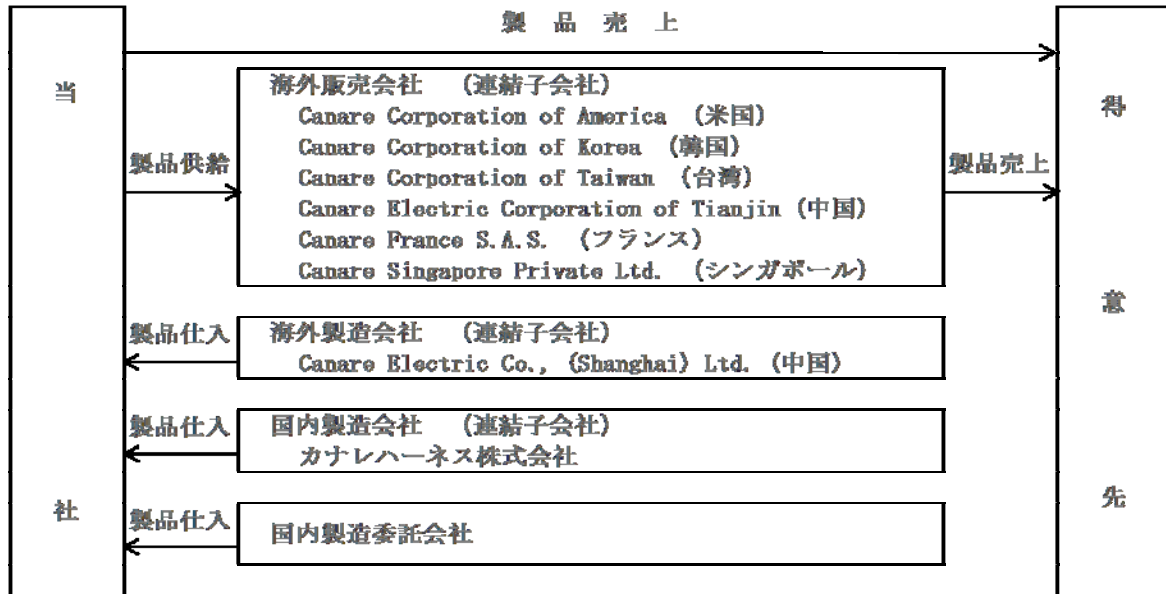 製品売上
当社
得意先
製品供給
海外販売会社 (連結子会社)
Canare Corporation of America (米国)
Canare Corporation of Korea (韓国)
Canare Corporation of Taiwan (台湾)
Canare Electric Corporation of Tianjin (中国)
Canare France S.A.S. (フランス)
Canare Singapore Private Ltd. (シンガポール)
製品売上
製品仕入
海外製造会社 (連結子会社)
Canare Electric Co., (Shanghai) Ltd. (中国)
製品仕入
国内製造会社 (連結子会社)
カナレハーネス株式会社
製品仕入
国内製造委託会社